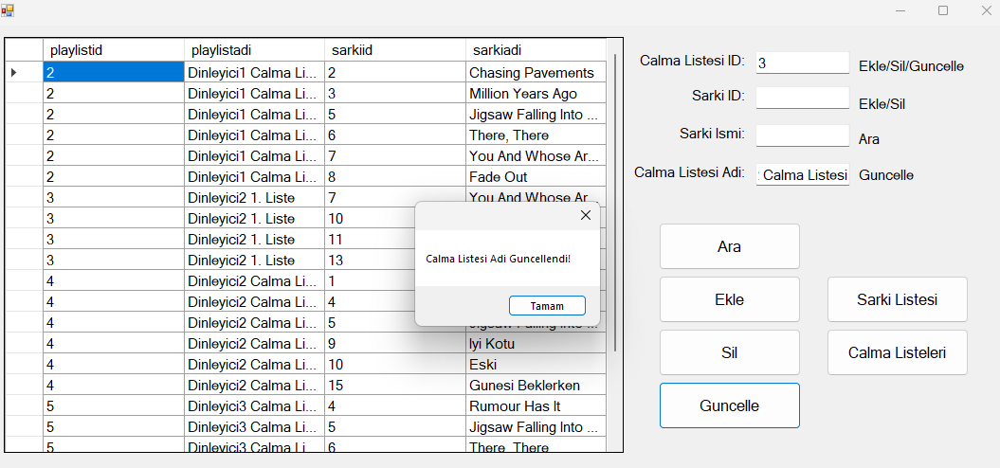 playlistid playlistadi sarkiid sarkiadi
2 Dinleyici1 Calma Li... 2 Chasing Pavements
2 Dinleyici1 Calma Li... 3 Million Years Ago
2 Dinleyici1 Calma Li... 5 Jigsaw Falling Into ...
2 Dinleyici1 Calma Li... 6 There, There
2 Dinleyici1 Calma Li... 7 You And Whose Ar...
2 Dinleyici1 Calma Li... 8 Fade Out
3 Dinleyici2 1. Liste 7 You And Whose Ar...
3 Dinleyici2 1. Liste 10
3 Dinleyici2 1. Liste 11
3 Dinleyici2 1. Liste 13
4 Dinleyici2 Calma Li... 1
4 Dinleyici2 Calma Li... 4
4 Dinleyici2 Calma Li... 5 Jigsaw Falling Into ...
4 Dinleyici2 Calma Li... 9 Iyi Kotu
4 Dinleyici2 Calma Li... 10 Eski
4 Dinleyici2 Calma Li... 15 Gunesi Beklerken
5 Dinleyici3 Calma Li... 4 Rumour Has It
5 Dinleyici3 Calma Li... 5 Jigsaw Falling Into ...
5 Dinleyici3 Calma Li... 6 There, There
Calma Listesi Adi Guncellendi!
Tamam
Calma Listesi ID: 3 Ekle/Sil/Guncelle
Sarki ID: Ekle/Sil
Sarki Ismi: Ara
Calma Listesi Adi: Calma Listesi Guncelle
Ara
Ekle Sarki Listesi
Sil Calma Listeleri
Guncelle